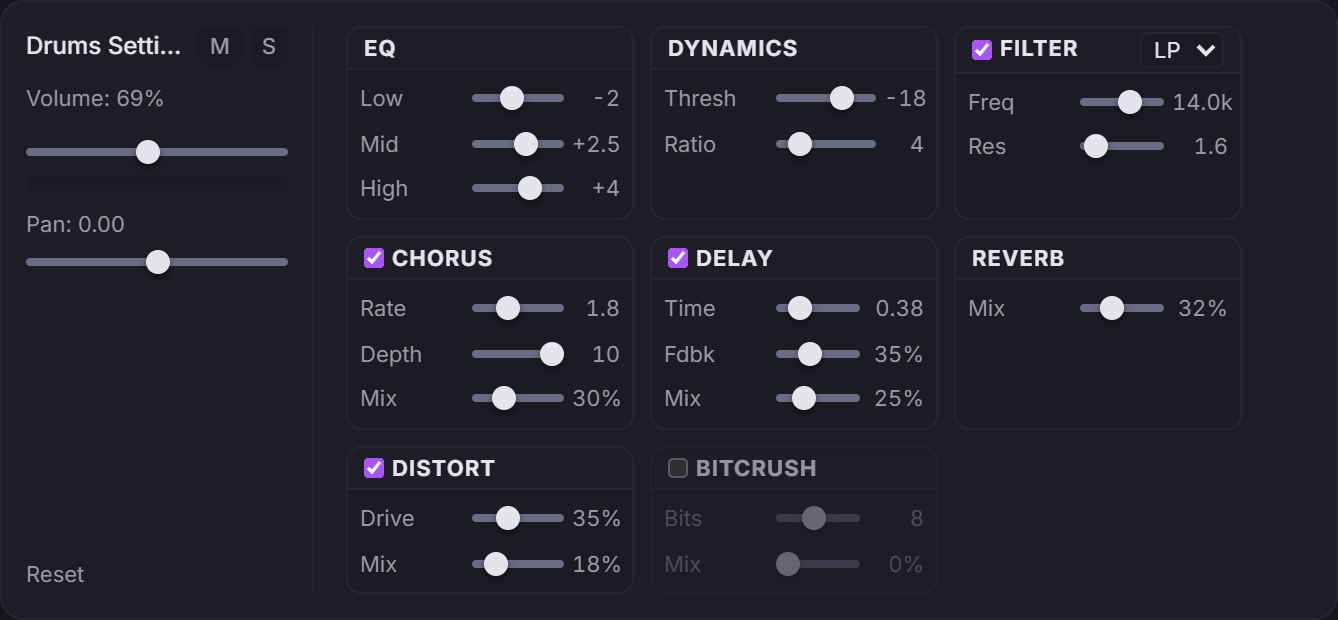 Drums Setti... M S
Volume: 69%
Pan: 0.00
Reset
EQ
Low -2
Mid +2.5
High +4
DYNAMICS
Thresh -18
Ratio 4
FILTER LP
Freq 14.0k
Res 1.6
CHORUS
Rate 1.8
Depth 10
Mix 30%
DELAY
Time 0.38
Fdbk 35%
Mix 25%
REVERB
Mix 32%
DISTORT
Drive 35%
Mix 18%
BITCRUSH
Bits 8
Mix 0%